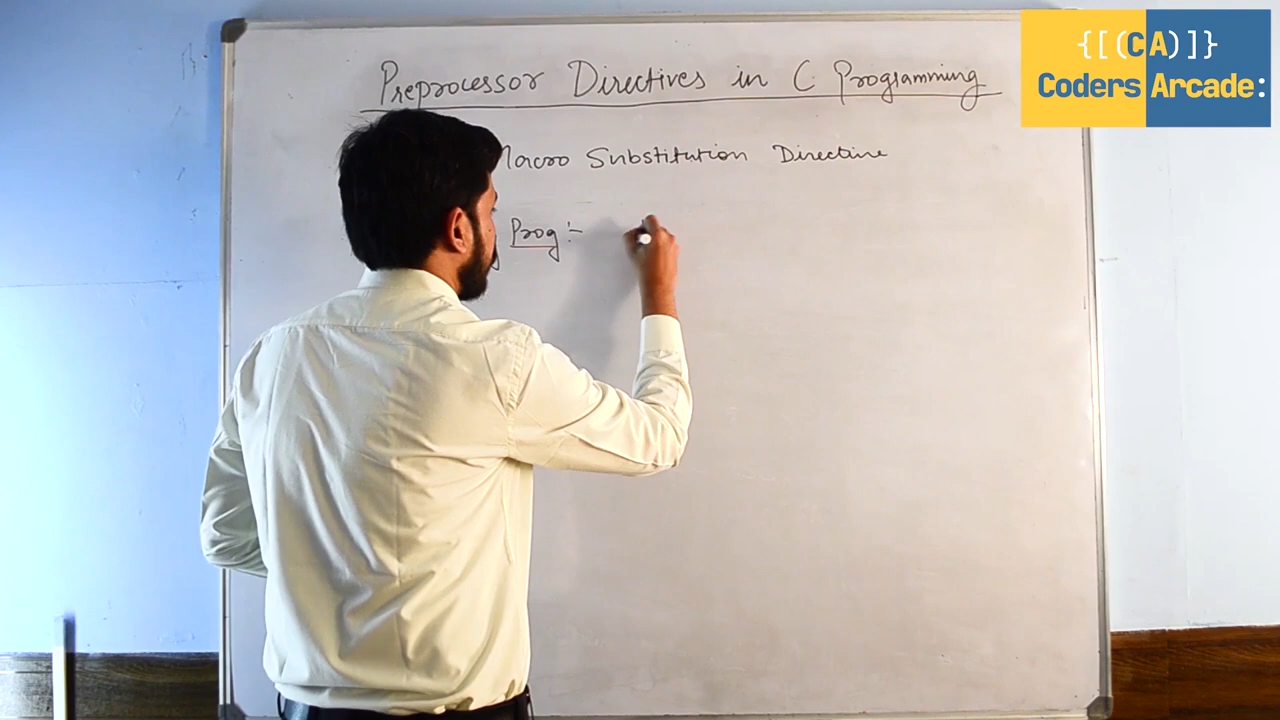 {[(CA)]}
Coders Arcade:
Preprocessor Directives in C Programming
Macro Substitution Directive
Prog :-